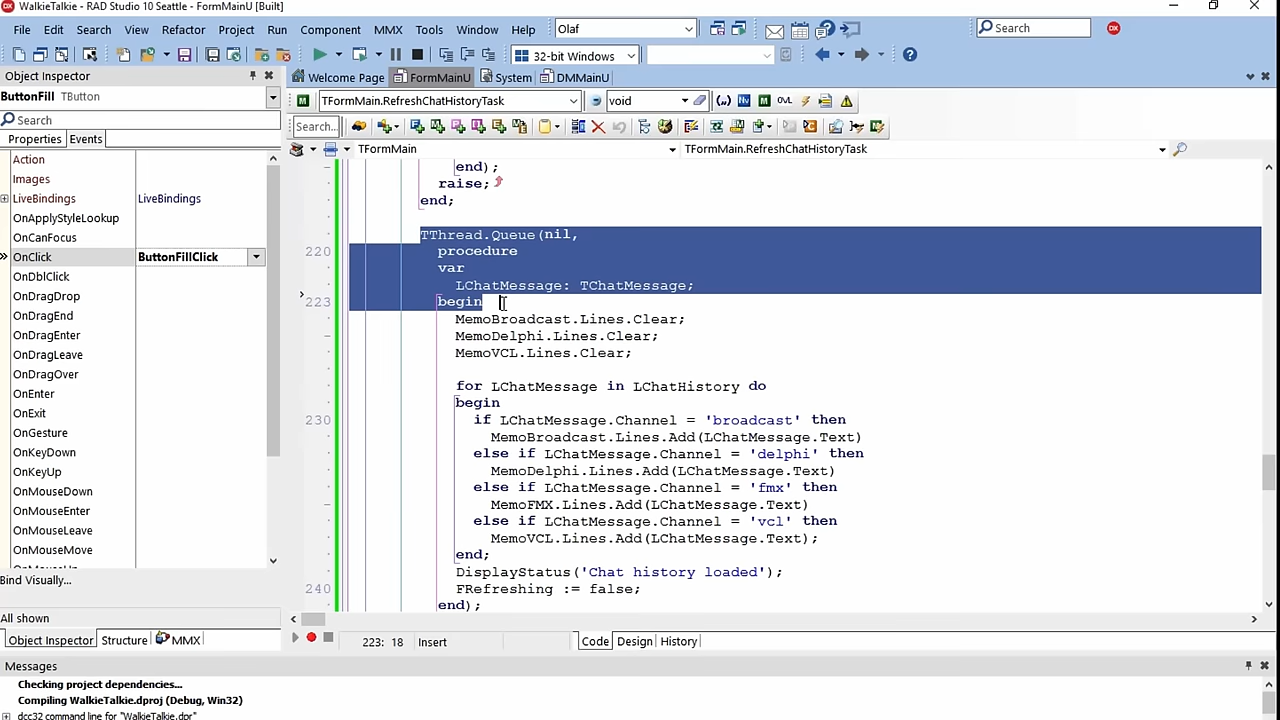 WalkieTalkie - RAD Studio 10 Seattle - FormMainU [Built]
File Edit Search View Refactor Project Run Component MMX Tools Window Help Olaf Search
32-bit Windows
Object Inspector
Welcome Page FormMainU System DMMainU
ButtonFill TButton
TFormMain.RefreshChatHistoryTask void
Search
Search...
Properties Events
TFormMain TFormMain.RefreshChatHistoryTask
Action
Images
LiveBindings LiveBindings
OnApplyStyleLookup
OnCanFocus
OnClick ButtonFillClick
OnDblClick
OnDragDrop
OnDragEnd
OnDragEnter
OnDragLeave
OnDragOver
OnEnter
OnExit
OnGesture
OnKeyDown
OnKeyUp
OnMouseDown
OnMouseEnter
OnMouseLeave
OnMouseMove
Bind Visually...
All shown
Object Inspector Structure MMX
end);
raise;
end;
TThread.Queue(nil,
220 procedure
var
LChatMessage: TChatMessage;
223 begin
MemoBroadcast.Lines.Clear;
MemoDelphi.Lines.Clear;
MemoVCL.Lines.Clear;
for LChatMessage in LChatHistory do
begin
230 if LChatMessage.Channel = 'broadcast' then
MemoBroadcast.Lines.Add(LChatMessage.Text)
else if LChatMessage.Channel = 'delphi' then
MemoDelphi.Lines.Add(LChatMessage.Text)
else if LChatMessage.Channel = 'fmx' then
MemoFMX.Lines.Add(LChatMessage.Text)
else if LChatMessage.Channel = 'vcl' then
MemoVCL.Lines.Add(LChatMessage.Text);
end;
DisplayStatus('Chat history loaded');
240 FRefreshing := false;
end);
223: 18 Insert Code Design History
Messages
Checking project dependencies...
Compiling WalkieTalkie.dproj (Debug, Win32)
dcc32 command line for "WalkieTalkie.dpr"